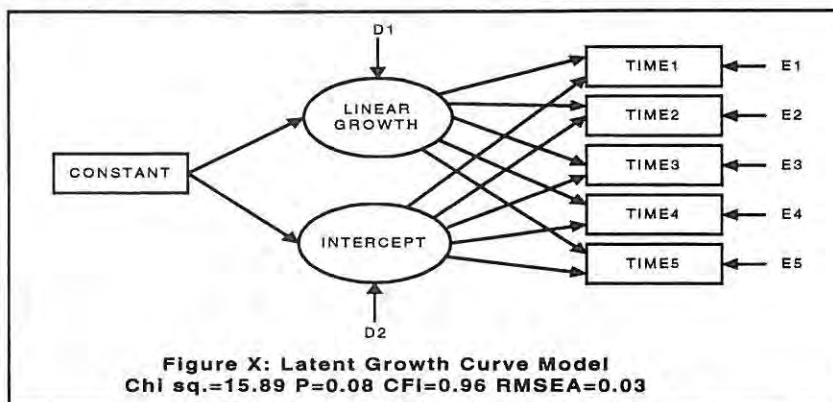 D1
LINEAR
GROWTH
CONSTANT
INTERCEPT
D2
TIME1
E1
TIME2
E2
TIME3
E3
TIME4
E4
TIME5
E5
Figure X: Latent Growth Curve Model
Chi sq.=15.89 P=0.08 CFI=0.96 RMSEA=0.03